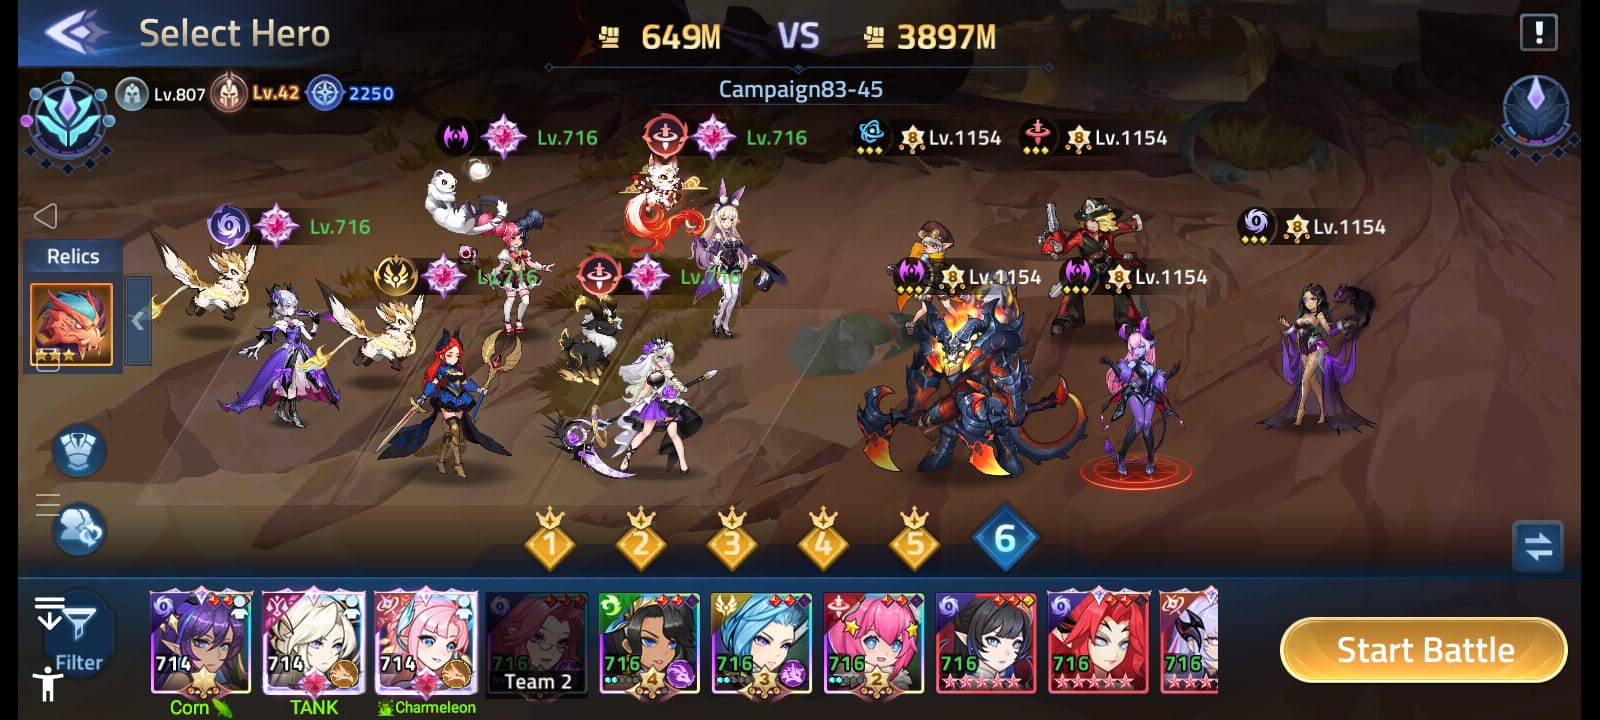 Select Hero
649M VS 3897M
Campaign83-45
Lv.807 Lv.42 2250
Lv.716 Lv.716 Lv.1154 Lv.1154
Lv.716 Lv.1154
Relics
Lv.716 Lv.716 Lv.1154 Lv.1154
1 2 3 4 5 6
Filter
714 714 714 716 716 716 716 716 716 716
4 3 2
Team 2
Start Battle
Corn TANK Charmeleon